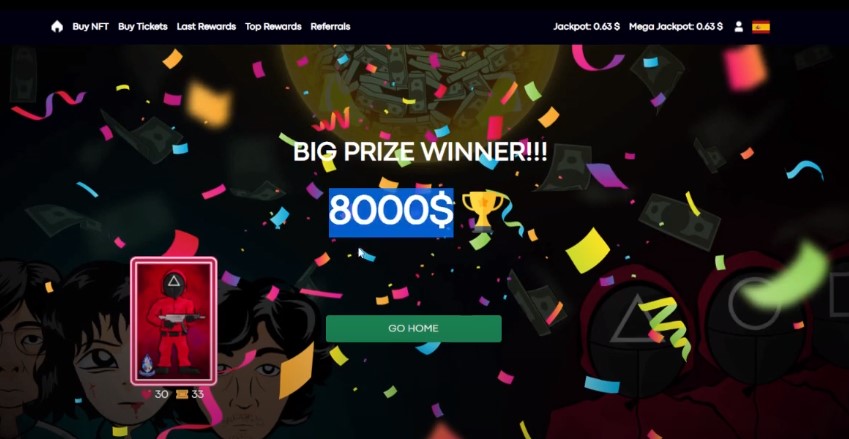 Buy NFT Buy Tickets Last Rewards Top Rewards Referrals Jackpot: 0.63 $ Mega Jackpot: 0.63 $
BIG PRIZE WINNER!!!
8000$
GO HOME
30 33